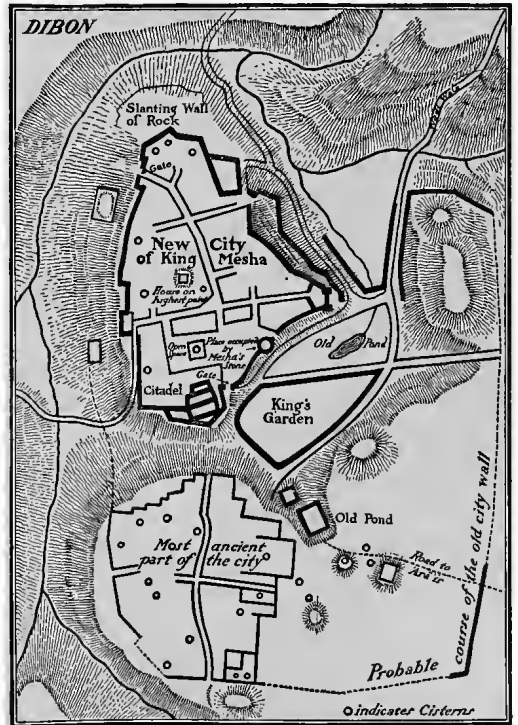 DIBON
Slanting Wall
of Rock
Gate
New City
of King Mesha
House on
highest point
Open
Space
Place occupied
by
Mesha's
Stone
Old Pond
Gate
Citadel
King's
Garden
Old Pond
Most ancient
part of the city
Road to
Probable course of the old city wall
indicates Cisterns